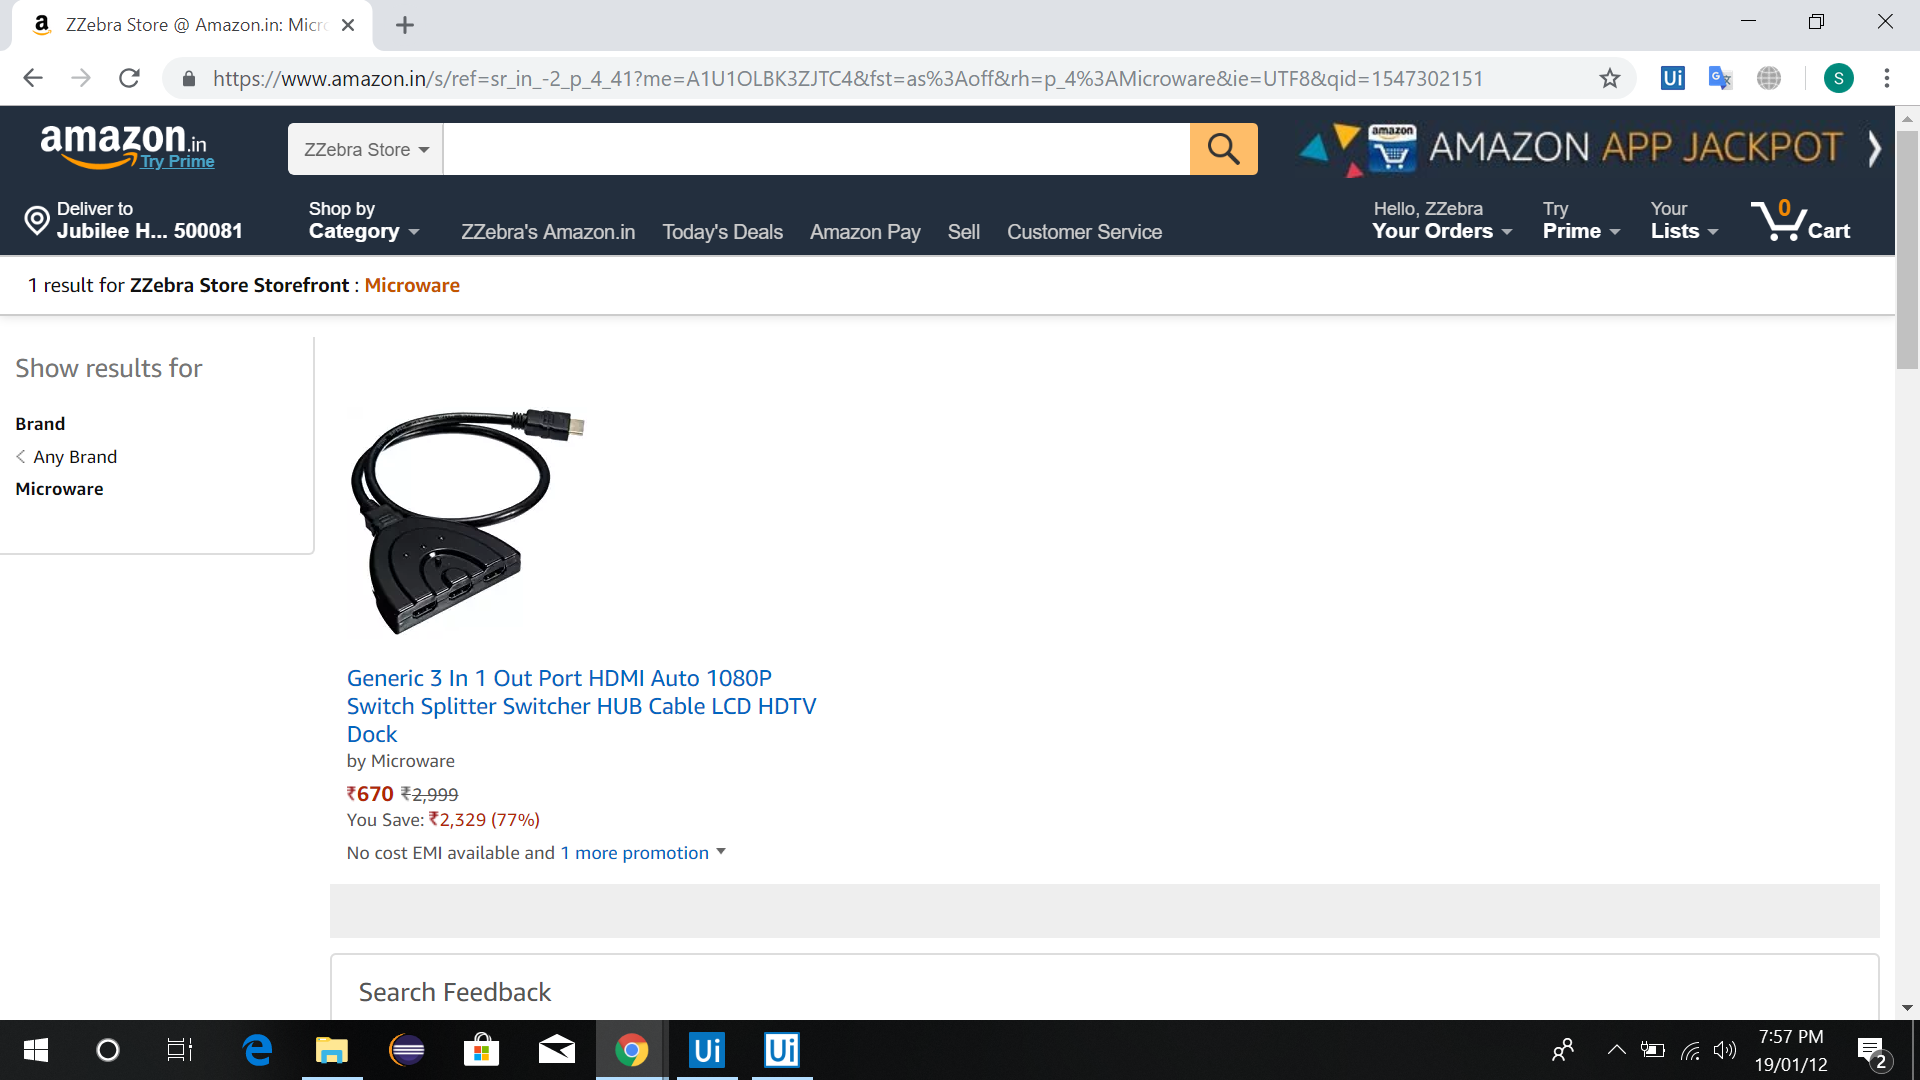 ZZebra Store @ Amazon.in: Micr
https://www.amazon.in/s/ref=sr_in_-2_p_4_41?me=A1U1OLBK3ZJTC4&fst=as%3Aoff&rh=p_4%3AMicroware&ie=UTF8&qid=1547302151
Ui
S
amazon.in
Try Prime
ZZebra Store
amazon
AMAZON APP JACKPOT
Deliver to
Jubilee H... 500081
Shop by
Category
ZZebra's Amazon.in
Today's Deals
Amazon Pay
Sell
Customer Service
Hello, ZZebra
Your Orders
Try
Prime
Your
Lists
0
Cart
1 result for ZZebra Store Storefront : Microware
Show results for
Brand
Any Brand
Microware
Generic 3 In 1 Out Port HDMI Auto 1080P
Switch Splitter Switcher HUB Cable LCD HDTV
Dock
by Microware
₹670 ₹2,999
You Save: ₹2,329 (77%)
No cost EMI available and 1 more promotion
Search Feedback
Ui
Ui
7:57 PM
19/01/12
2